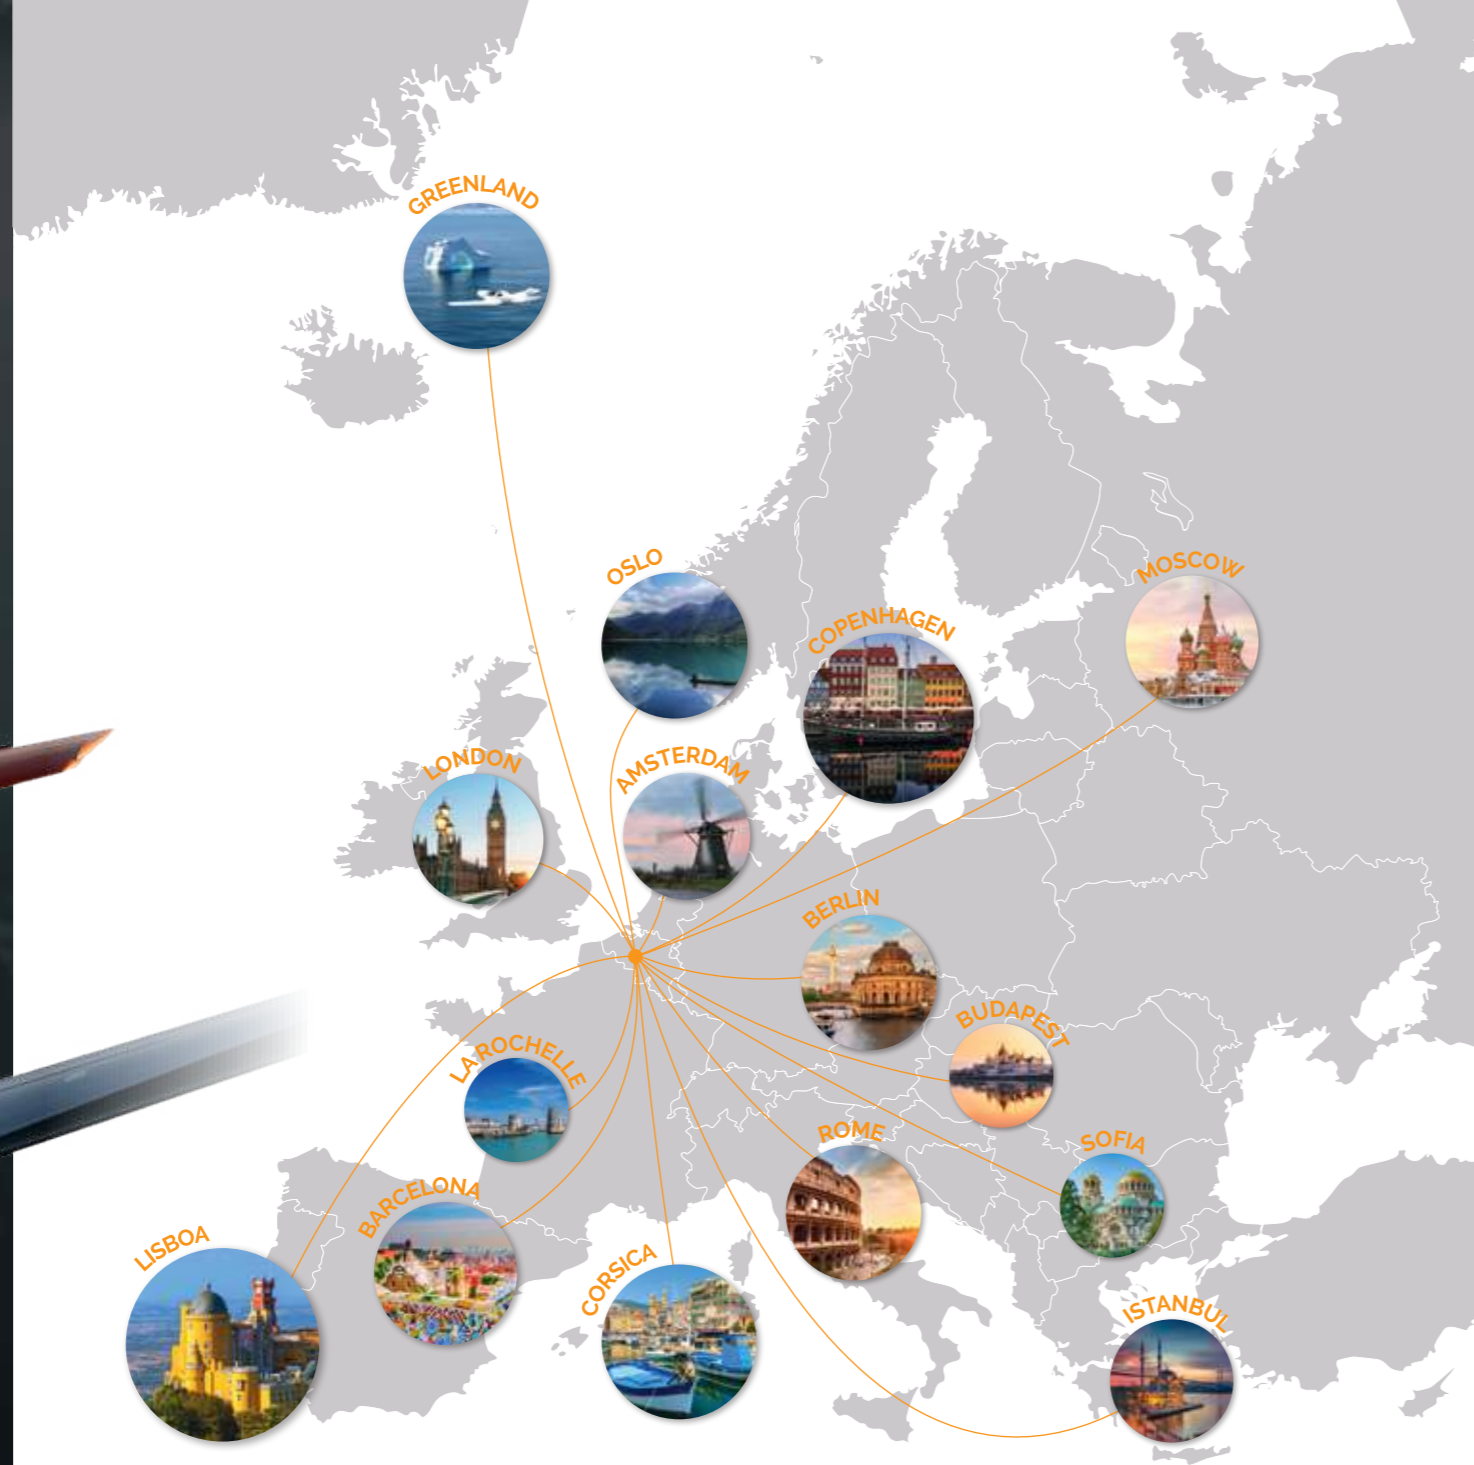 GREENLAND
OSLO
MOSCOW
COPENHAGEN
LONDON
AMSTERDAM
BERLIN
BUDAPEST
LA ROCHELLE
ROME
SOFIA
BARCELONA
LISBOA
CORSICA
ISTANBUL